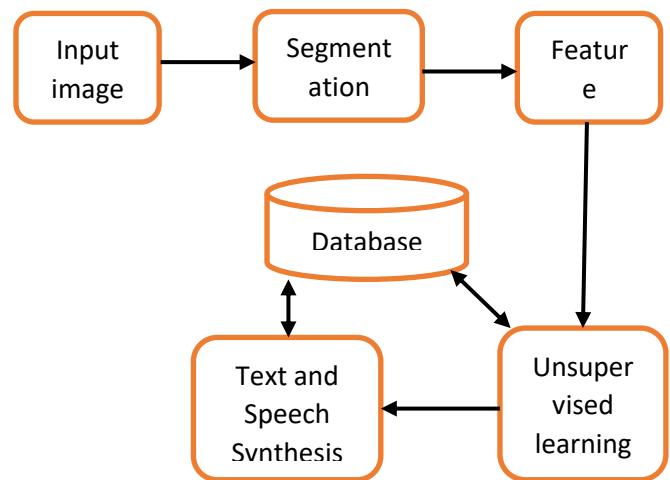 Input
image
Segment
ation
Featur
e
Database
Text and
Speech
Synthesis
Unsuper
vised
learning